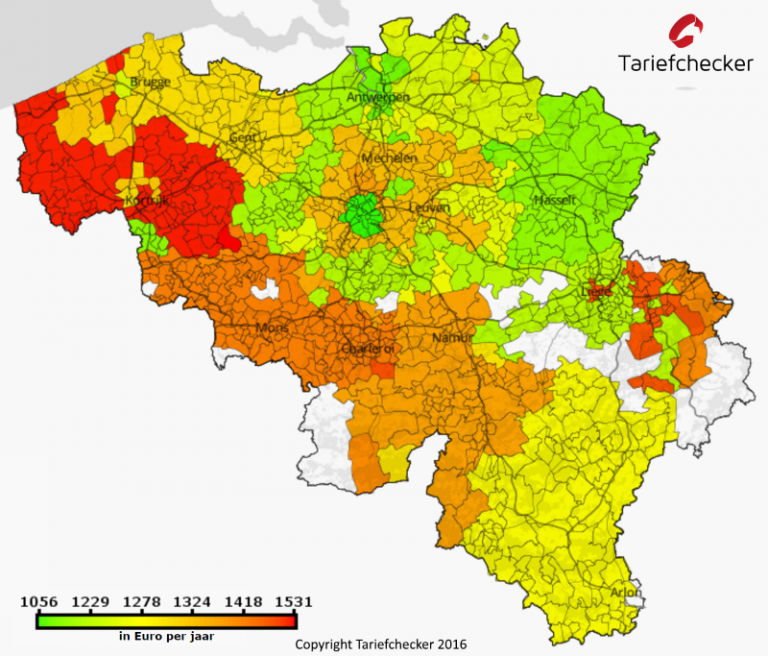 Tariefchecker
Brugge
Antwerpen
Gent
Mechelen
Kortrijk
Leuven
Hasselt
Liège
Mons
Charleroi
Namur
Arlon
1056 1229 1278 1324 1418 1531
in Euro per jaar
Copyright Tariefchecker 2016